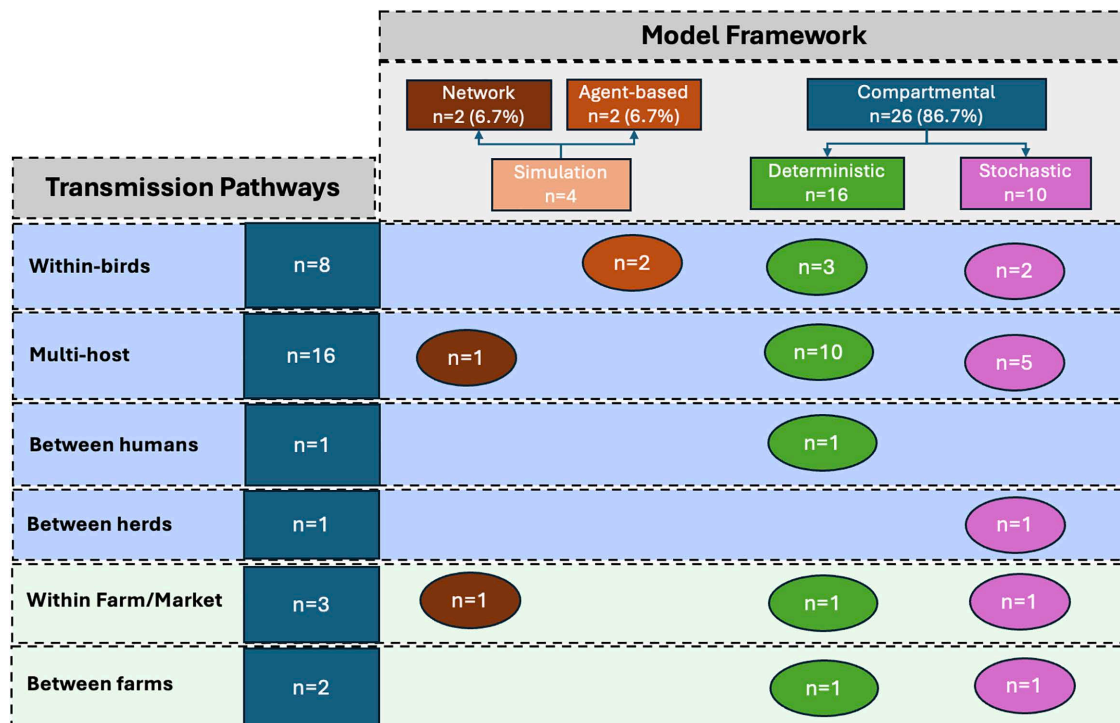 Model Framework
Network
n=2 (6.7%)
Agent-based
n=2 (6.7%)
Compartmental
n=26 (86.7%)
Simulation
n=4
Deterministic
n=16
Stochastic
n=10
Transmission Pathways
Within-birds
n=8
n=2
n=3
n=2
Multi-host
n=16
n=1
n=10
n=5
Between humans
n=1
n=1
Between herds
n=1
n=1
Within Farm/Market
n=3
n=1
n=1
n=1
Between farms
n=2
n=1
n=1